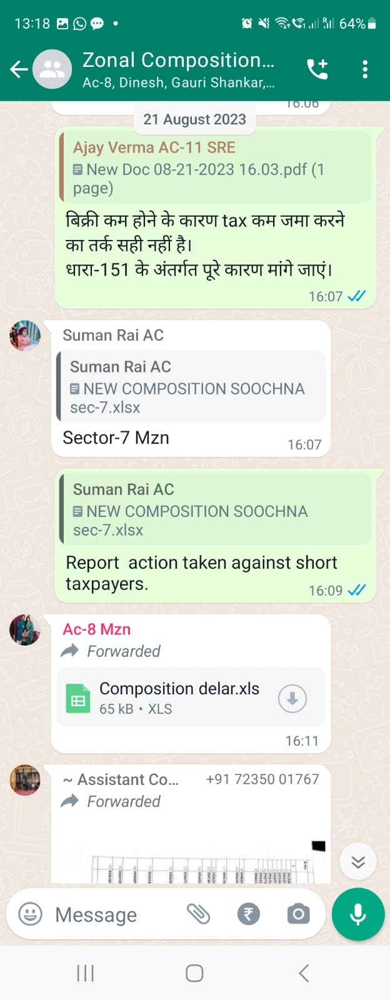 13:18
64%
Zonal Composition...
Ac-8, Dinesh, Gauri Shankar,...
16:06
21 August 2023
Ajay Verma AC-11 SRE
New Doc 08-21-2023 16.03.pdf (1
page)
बिक्री कम होने के कारण tax कम जमा करने
का तर्क सही नहीं है।
धारा-151 के अंतर्गत पूरे कारण मांगे जाएं।
16:07
Suman Rai AC
Suman Rai AC
NEW COMPOSITION SOOCHNA
sec-7.xlsx
Sector-7 Mzn
16:07
Suman Rai AC
NEW COMPOSITION SOOCHNA
sec-7.xlsx
Report  action taken against short
taxpayers.
16:09
Ac-8 Mzn
Forwarded
Composition delar.xls
65 kB • XLS
16:11
~ Assistant Co... +91 72350 01767
Forwarded
Message